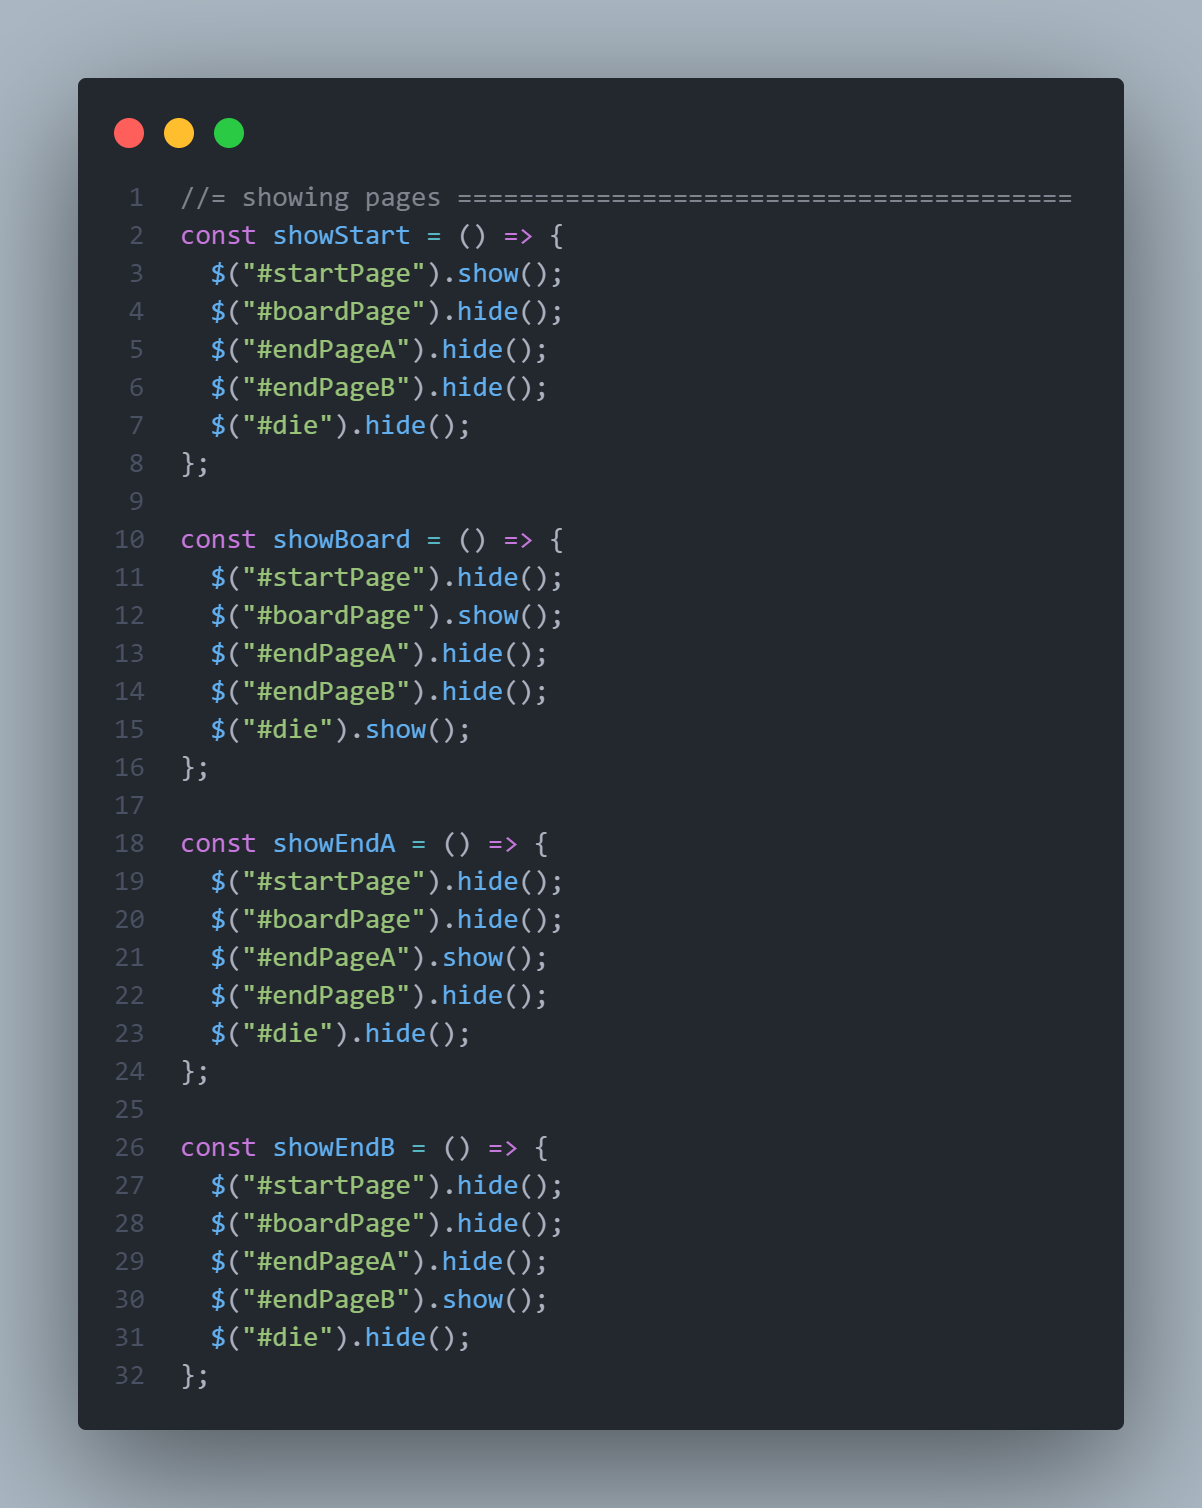 1 //= showing pages ========================================
2 const showStart = () => {
3   $("#startPage").show();
4   $("#boardPage").hide();
5   $("#endPageA").hide();
6   $("#endPageB").hide();
7   $("#die").hide();
8 };
9
10 const showBoard = () => {
11   $("#startPage").hide();
12   $("#boardPage").show();
13   $("#endPageA").hide();
14   $("#endPageB").hide();
15   $("#die").show();
16 };
17
18 const showEndA = () => {
19   $("#startPage").hide();
20   $("#boardPage").hide();
21   $("#endPageA").show();
22   $("#endPageB").hide();
23   $("#die").hide();
24 };
25
26 const showEndB = () => {
27   $("#startPage").hide();
28   $("#boardPage").hide();
29   $("#endPageA").hide();
30   $("#endPageB").show();
31   $("#die").hide();
32 };